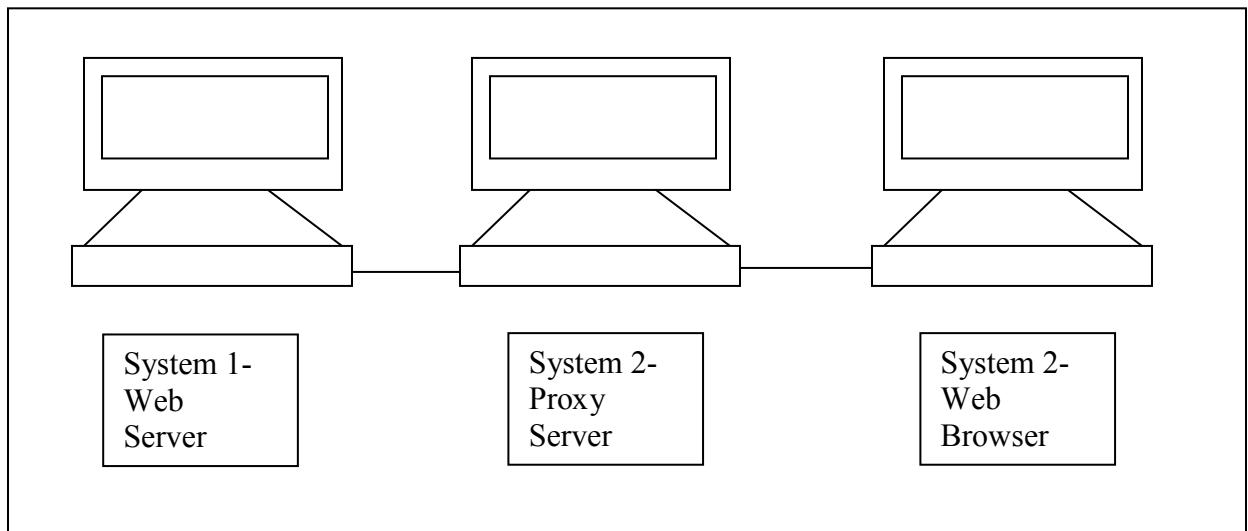 System 1-
Web
Server
System 2-
Proxy
Server
System 2-
Web
Browser